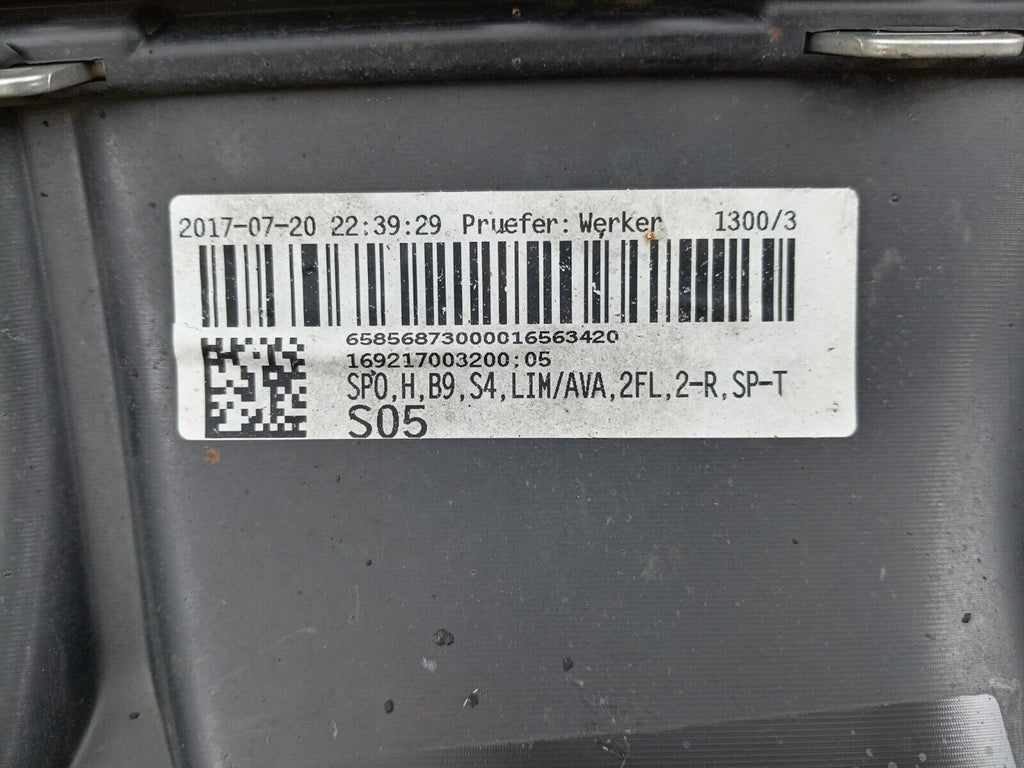 2017-07-20 22:39:29 Pruefer: Werker 1300/3
65856873000016563420
169217003200;05
SPO,H,B9,S4,LIM/AVA,2FL,2-R,SP-T
S05